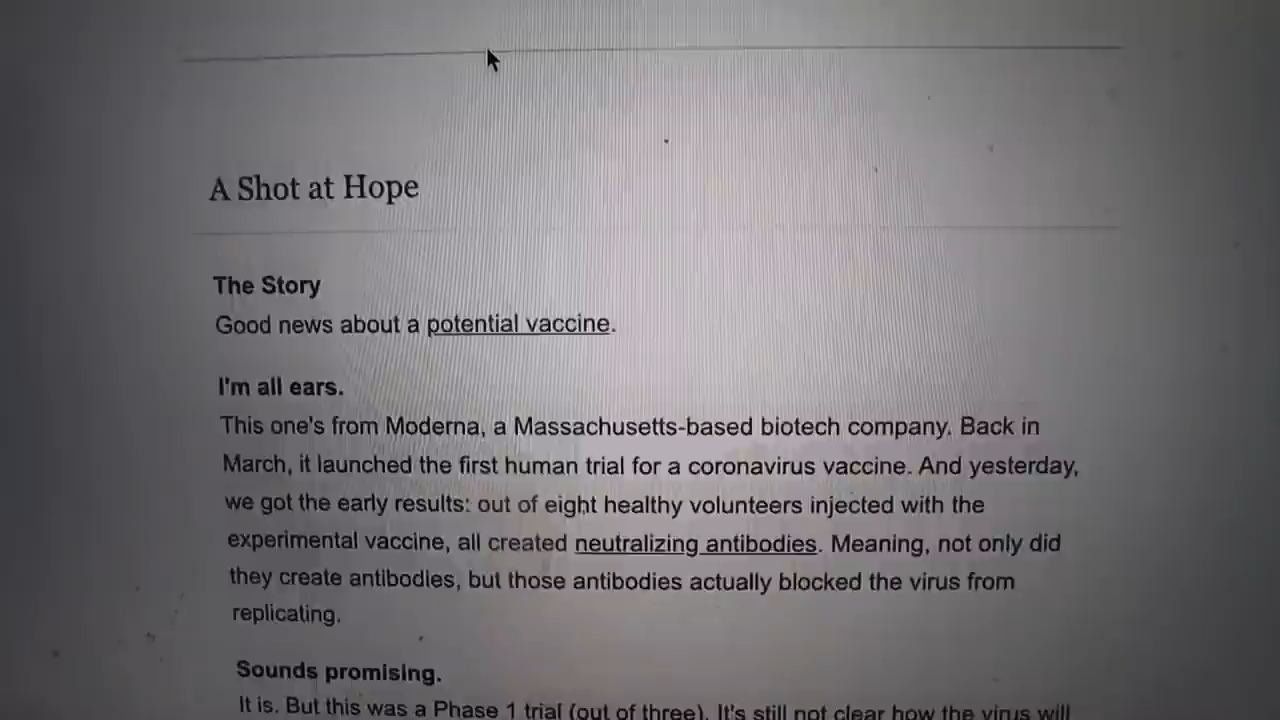 A Shot at Hope
The Story
Good news about a potential vaccine.
I'm all ears.
This one's from Moderna, a Massachusetts-based biotech company. Back in
March, it launched the first human trial for a coronavirus vaccine. And yesterday,
we got the early results: out of eight healthy volunteers injected with the
experimental vaccine, all created neutralizing antibodies. Meaning, not only did
they create antibodies, but those antibodies actually blocked the virus from
replicating.
Sounds promising.
It is. But this was a Phase 1 trial (out of three). It's still not clear how the virus will